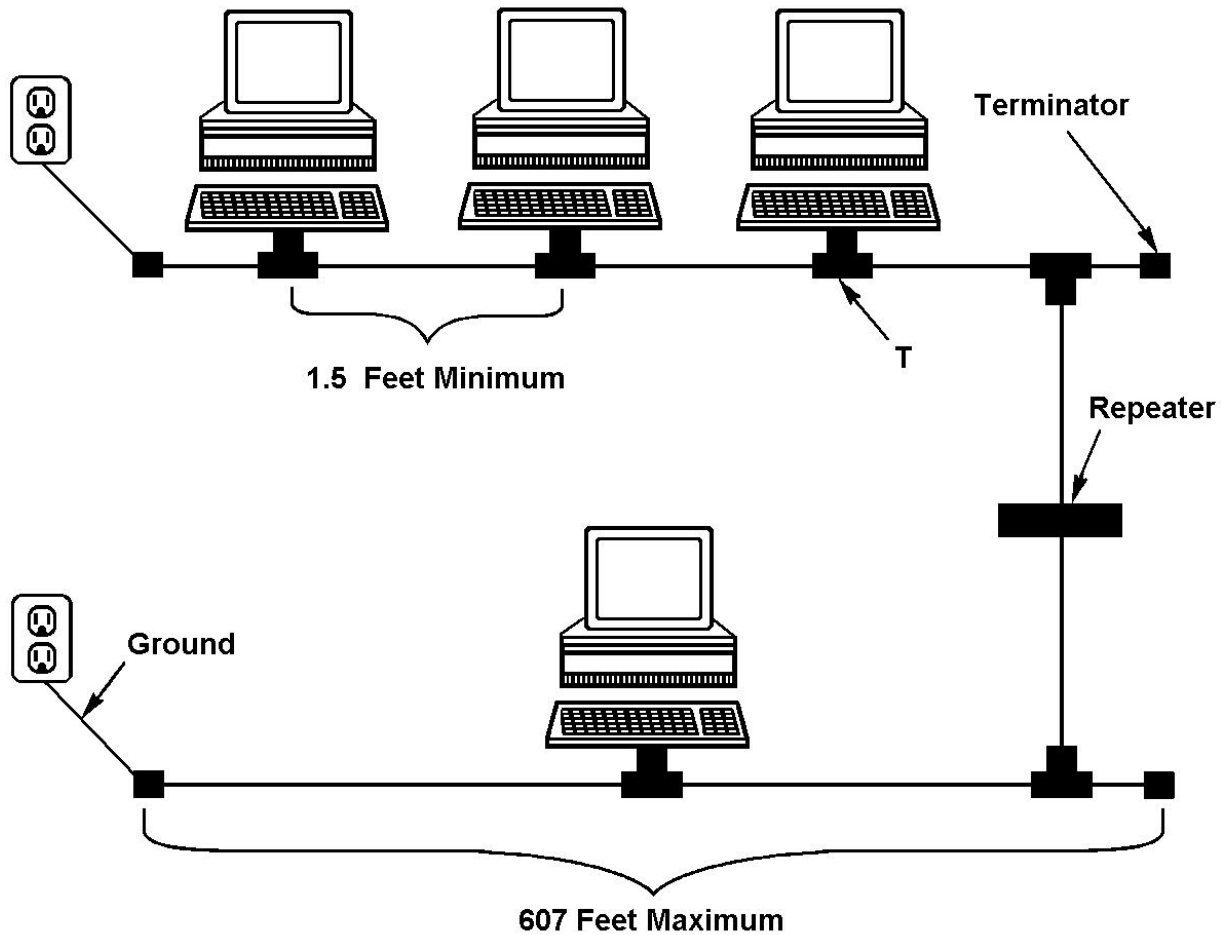 Terminator
T
1.5  Feet Minimum
Repeater
Ground
607 Feet Maximum